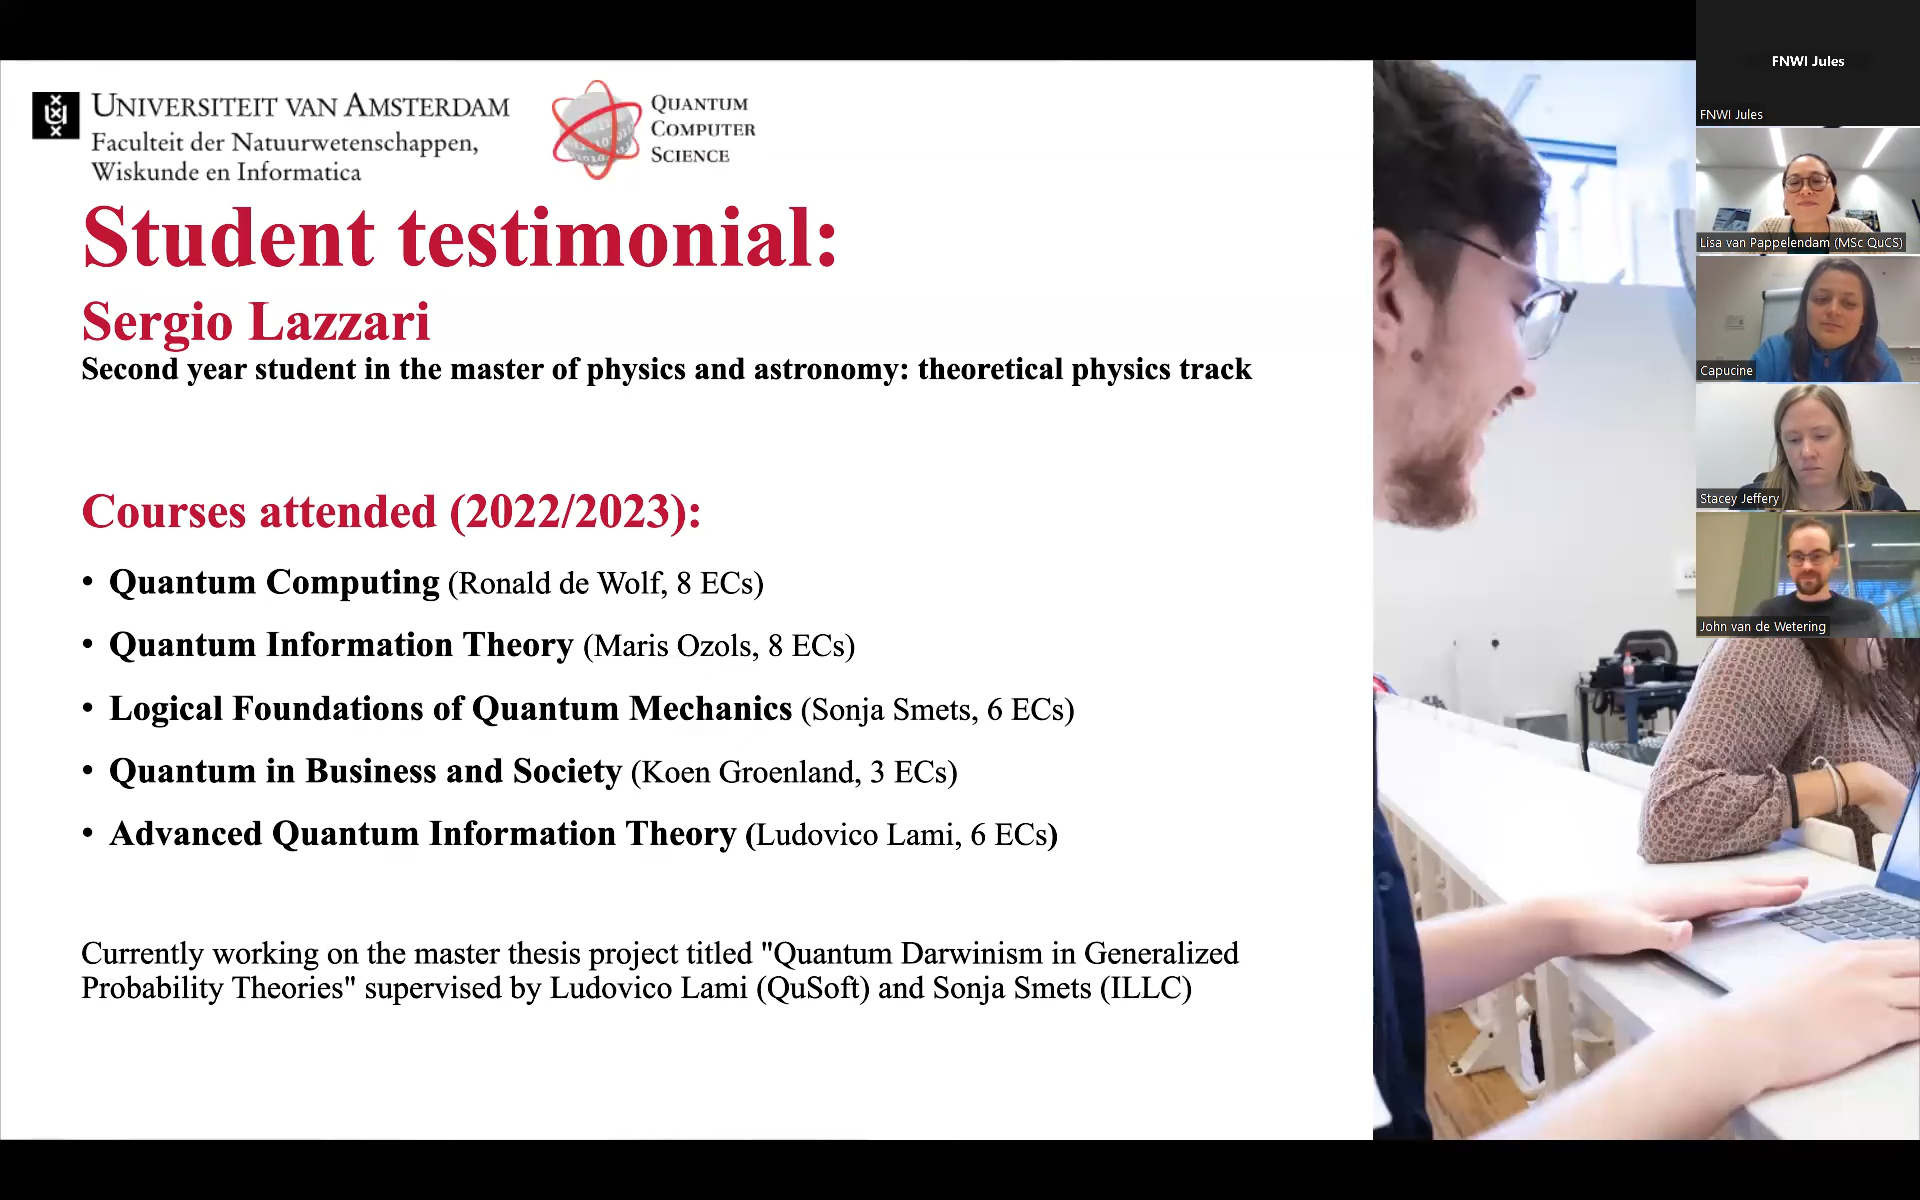 UNIVERSITEIT VAN AMSTERDAM
Faculteit der Natuurwetenschappen,
Wiskunde en Informatica
QUANTUM
COMPUTER
SCIENCE
Student testimonial:
Sergio Lazzari
Second year student in the master of physics and astronomy: theoretical physics track
Courses attended (2022/2023):
• Quantum Computing (Ronald de Wolf, 8 ECs)
• Quantum Information Theory (Maris Ozols, 8 ECs)
• Logical Foundations of Quantum Mechanics (Sonja Smets, 6 ECs)
• Quantum in Business and Society (Koen Groenland, 3 ECs)
• Advanced Quantum Information Theory (Ludovico Lami, 6 ECs)
Currently working on the master thesis project titled "Quantum Darwinism in Generalized
Probability Theories" supervised by Ludovico Lami (QuSoft) and Sonja Smets (ILLC)
FNWI Jules
FNWI Jules
Lisa van Pappelendam (MSc QuCS)
Capucine
Stacey Jeffery
John van de Wetering